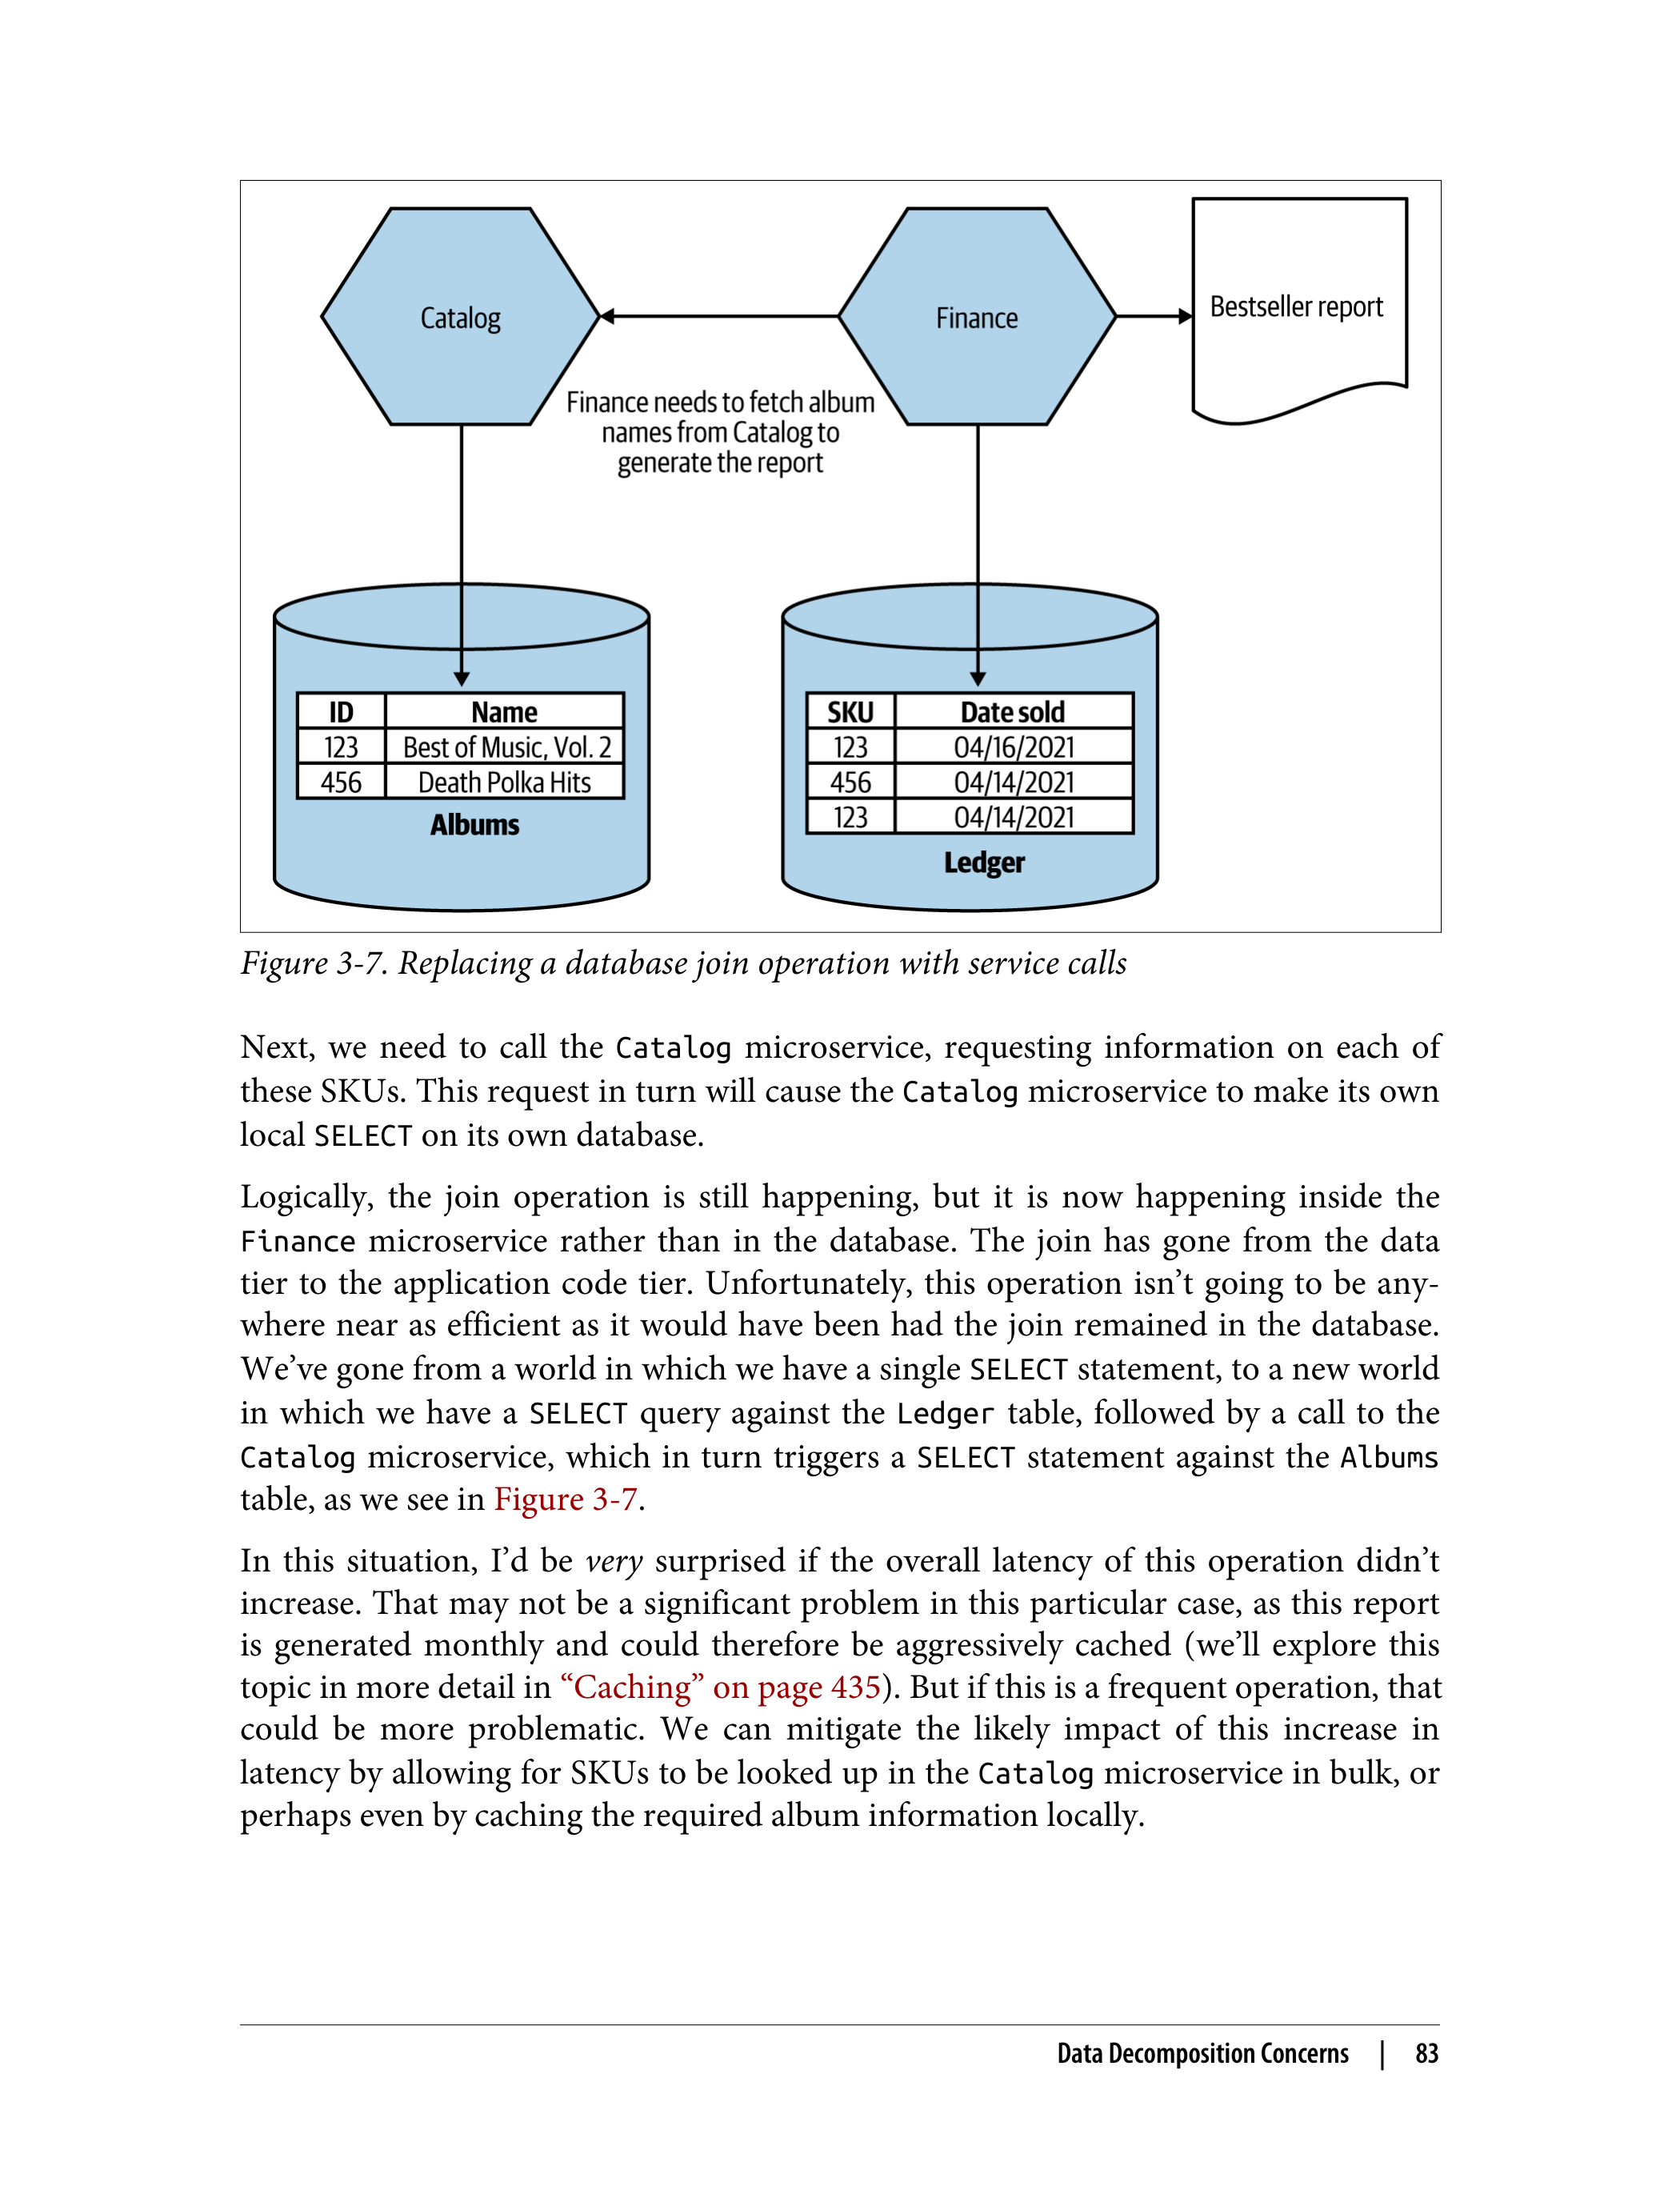 Catalog
Finance
Bestseller report
Finance needs to fetch album
names from Catalog to
generate the report
ID Name
123 Best of Music, Vol. 2
456 Death Polka Hits
Albums
SKU Date sold
123 04/16/2021
456 04/14/2021
123 04/14/2021
Ledger
Figure 3-7. Replacing a database join operation with service calls
Next, we need to call the Catalog microservice, requesting information on each of
these SKUs. This request in turn will cause the Catalog microservice to make its own
local SELECT on its own database.
Logically, the join operation is still happening, but it is now happening inside the
Finance microservice rather than in the database. The join has gone from the data
tier to the application code tier. Unfortunately, this operation isn’t going to be any-
where near as efficient as it would have been had the join remained in the database.
We’ve gone from a world in which we have a single SELECT statement, to a new world
in which we have a SELECT query against the Ledger table, followed by a call to the
Catalog microservice, which in turn triggers a SELECT statement against the Albums
table, as we see in Figure 3-7.
In this situation, I’d be very surprised if the overall latency of this operation didn’t
increase. That may not be a significant problem in this particular case, as this report
is generated monthly and could therefore be aggressively cached (we’ll explore this
topic in more detail in “Caching” on page 435). But if this is a frequent operation, that
could be more problematic. We can mitigate the likely impact of this increase in
latency by allowing for SKUs to be looked up in the Catalog microservice in bulk, or
perhaps even by caching the required album information locally.
Data Decomposition Concerns | 83